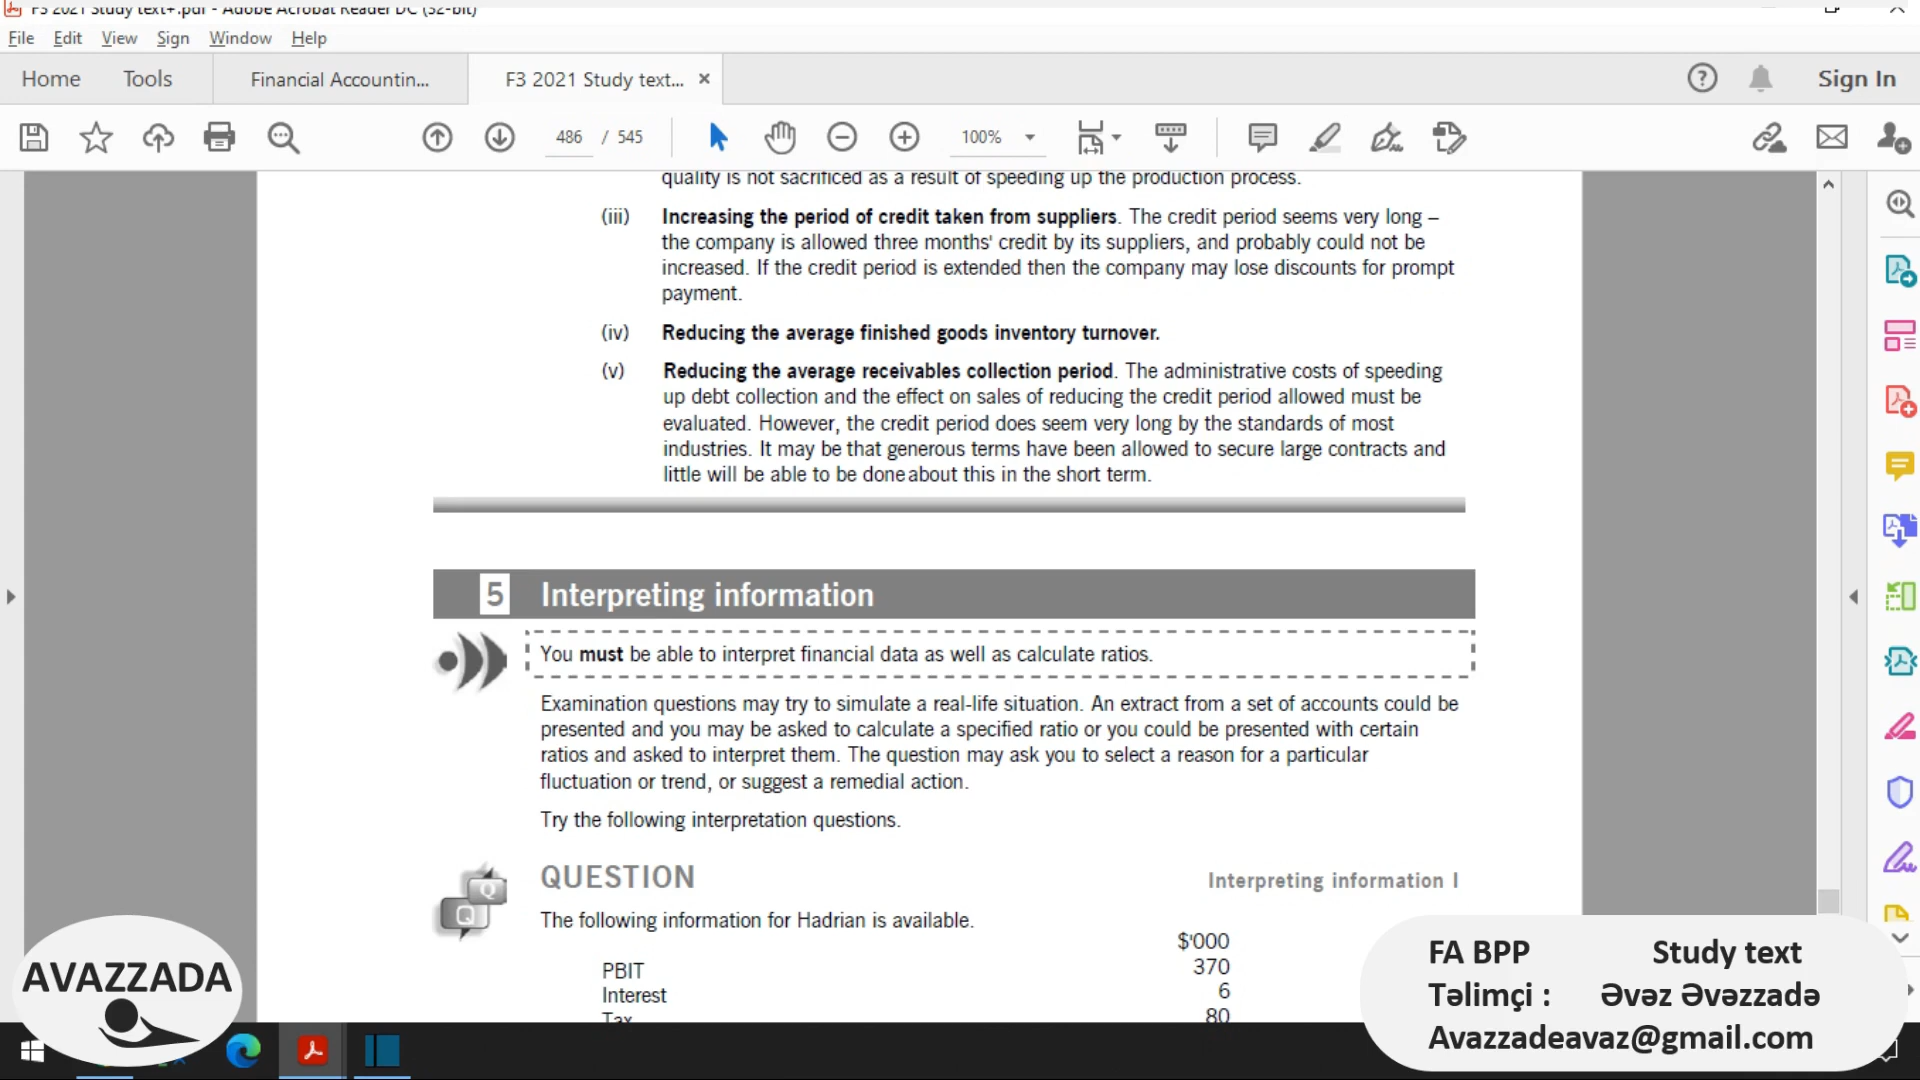 F3 2021 Study text+.pdf - Adobe Acrobat Reader DC (32-bit)
File Edit View Sign Window Help
Home Tools Financial Accountin... F3 2021 Study text... × Sign In
486 / 545 100%
quality is not sacrificed as a result of speeding up the production process.
(iii) Increasing the period of credit taken from suppliers. The credit period seems very long –
the company is allowed three months' credit by its suppliers, and probably could not be
increased. If the credit period is extended then the company may lose discounts for prompt
payment.
(iv) Reducing the average finished goods inventory turnover.
(v) Reducing the average receivables collection period. The administrative costs of speeding
up debt collection and the effect on sales of reducing the credit period allowed must be
evaluated. However, the credit period does seem very long by the standards of most
industries. It may be that generous terms have been allowed to secure large contracts and
little will be able to be done about this in the short term.
5 Interpreting information
You must be able to interpret financial data as well as calculate ratios.
Examination questions may try to simulate a real-life situation. An extract from a set of accounts could be
presented and you may be asked to calculate a specified ratio or you could be presented with certain
ratios and asked to interpret them. The question may ask you to select a reason for a particular
fluctuation or trend, or suggest a remedial action.
Try the following interpretation questions.
QUESTION Interpreting information I
The following information for Hadrian is available.
$'000
PBIT 370
Interest 6
Tax 80
AVAZZADA
FA BPP Study text
Təlimçi : Əvəz Əvəzzadə
Avazzadeavaz@gmail.com